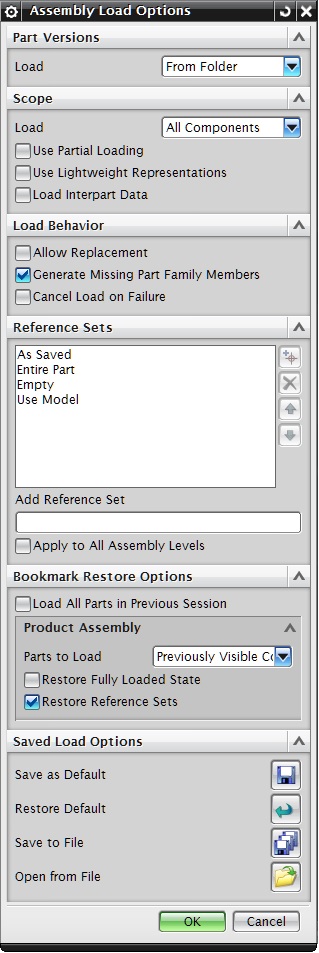 Assembly Load Options
Part Versions
Load From Folder
Scope
Load All Components
Use Partial Loading
Use Lightweight Representations
Load Interpart Data
Load Behavior
Allow Replacement
Generate Missing Part Family Members
Cancel Load on Failure
Reference Sets
As Saved
Entire Part
Empty
Use Model
Add Reference Set
Apply to All Assembly Levels
Bookmark Restore Options
Load All Parts in Previous Session
Product Assembly
Parts to Load Previously Visible Co
Restore Fully Loaded State
Restore Reference Sets
Saved Load Options
Save as Default
Restore Default
Save to File
Open from File
OK Cancel